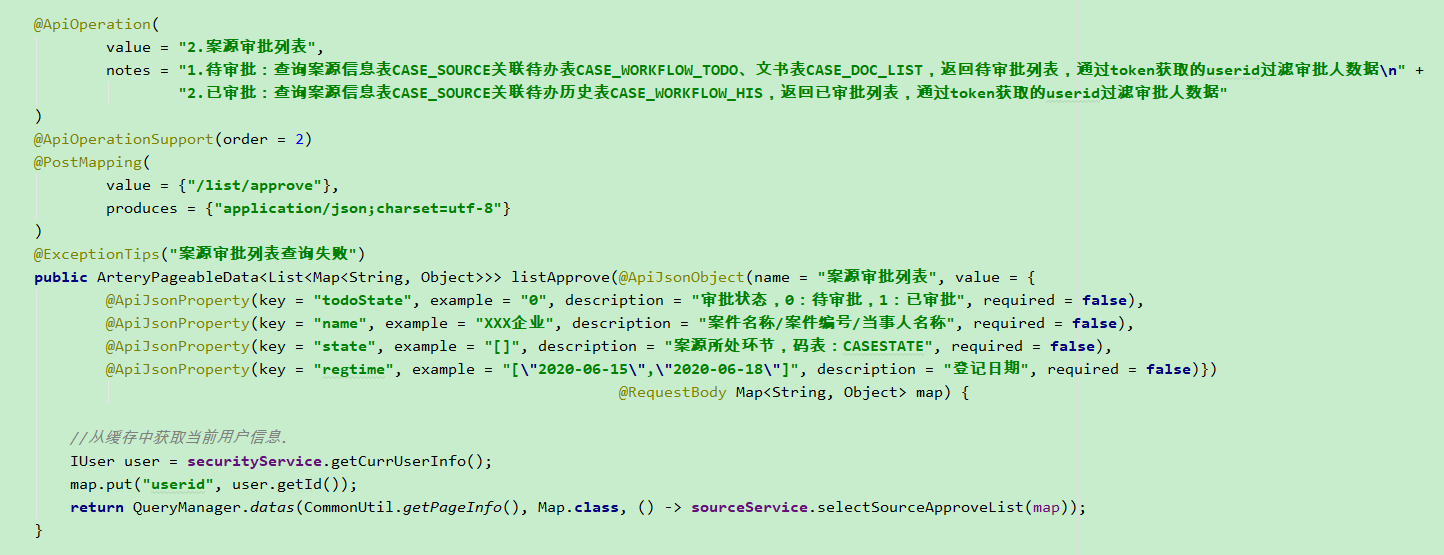 @ApiOperation(
value = "2.案源审批列表",
notes = "1.待审批：查询案源信息表CASE_SOURCE关联待办表CASE_WORKFLOW_TODO、文书表CASE_DOC_LIST，返回待审批列表，通过token获取的userid过滤审批人数据\n" +
"2.已审批：查询案源信息表CASE_SOURCE关联待办历史表CASE_WORKFLOW_HIS，返回已审批列表，通过token获取的userid过滤审批人数据"
)
@ApiOperationSupport(order = 2)
@PostMapping(
value = {"/list/approve"},
produces = {"application/json;charset=utf-8"}
)
@ExceptionTips("案源审批列表查询失败")
public ArteryPageableData<List<Map<String, Object>>> listApprove(@ApiJsonObject(name = "案源审批列表", value = {
@ApiJsonProperty(key = "todoState", example = "0", description = "审批状态，0：待审批，1：已审批", required = false),
@ApiJsonProperty(key = "name", example = "XXX企业", description = "案件名称/案件编号/当事人名称", required = false),
@ApiJsonProperty(key = "state", example = "[]", description = "案源所处环节，码表：CASESTATE", required = false),
@ApiJsonProperty(key = "regtime", example = "[\"2020-06-15\",\"2020-06-18\"]", description = "登记日期", required = false)})
@RequestBody Map<String, Object> map) {
//从缓存中获取当前用户信息.
IUser user = securityService.getCurrUserInfo();
map.put("userid", user.getId());
return QueryManager.datas(CommonUtil.getPageInfo(), Map.class, () -> sourceService.selectSourceApproveList(map));
}